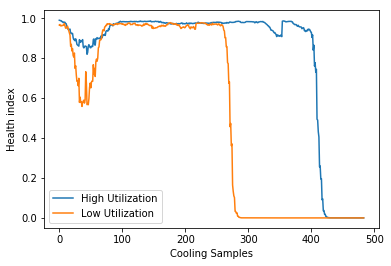 1.0
0.8
0.6
0.4
0.2
0.0
Health index
High Utilization
Low Utilization
0 100 200 300 400 500
Cooling Samples